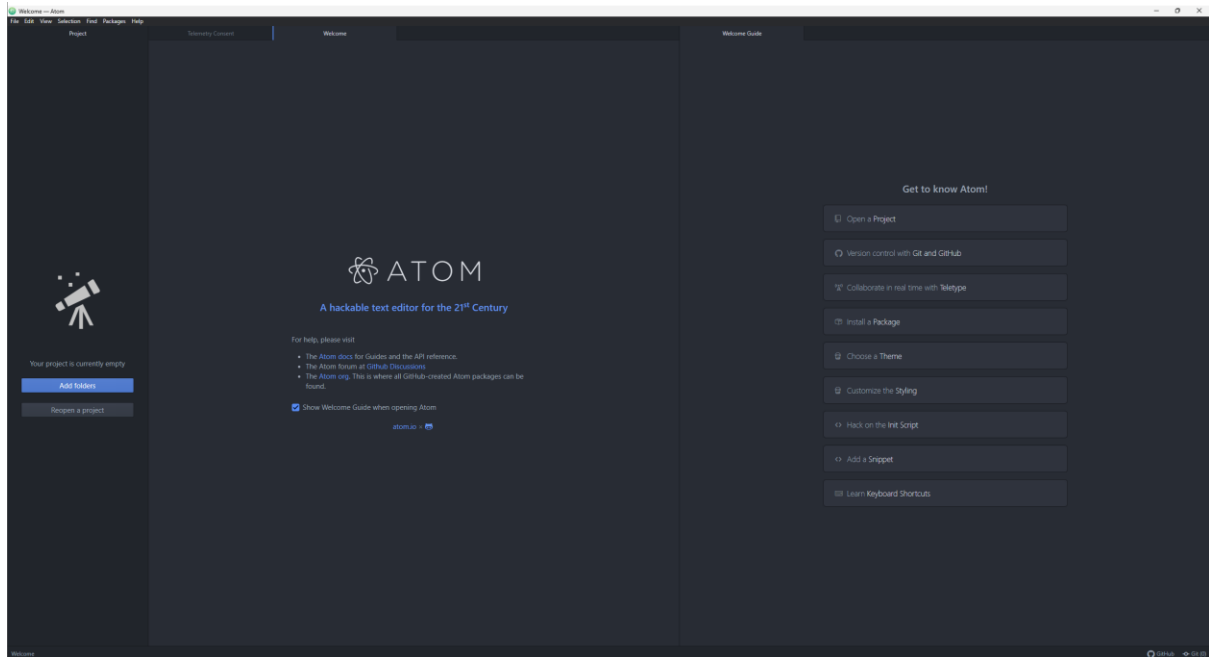 Welcome — Atom
File Edit View Selection Find Packages Help
Project
Telemetry Consent
Welcome
Welcome Guide
Your project is currently empty
Add folders
Reopen a project
ATOM
A hackable text editor for the 21st Century
For help, please visit
• The Atom docs for Guides and the API reference.
• The Atom forum at Github Discussions
• The Atom org. This is where all GitHub-created Atom packages can be
found.
Show Welcome Guide when opening Atom
atom.io ×
Get to know Atom!
Open a Project
Version control with Git and GitHub
Collaborate in real time with Teletype
Install a Package
Choose a Theme
Customize the Styling
Hack on the Init Script
Add a Snippet
Learn Keyboard Shortcuts
Welcome
GitHub Git (0)